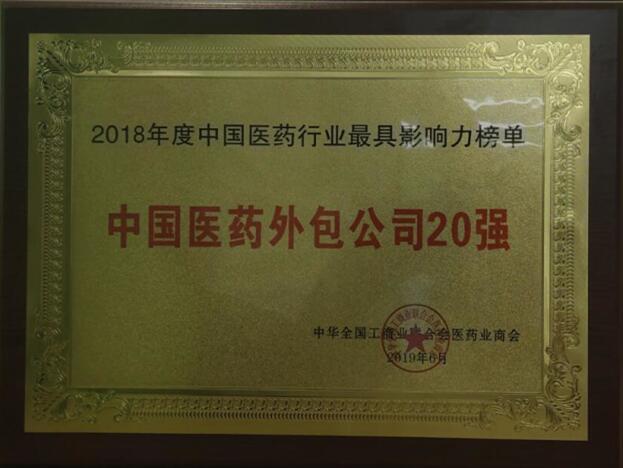 2018年度中国医药行业最具影响力榜单
中国医药外包公司20强
中华全国工商业联合会医药业商会
2019年6月